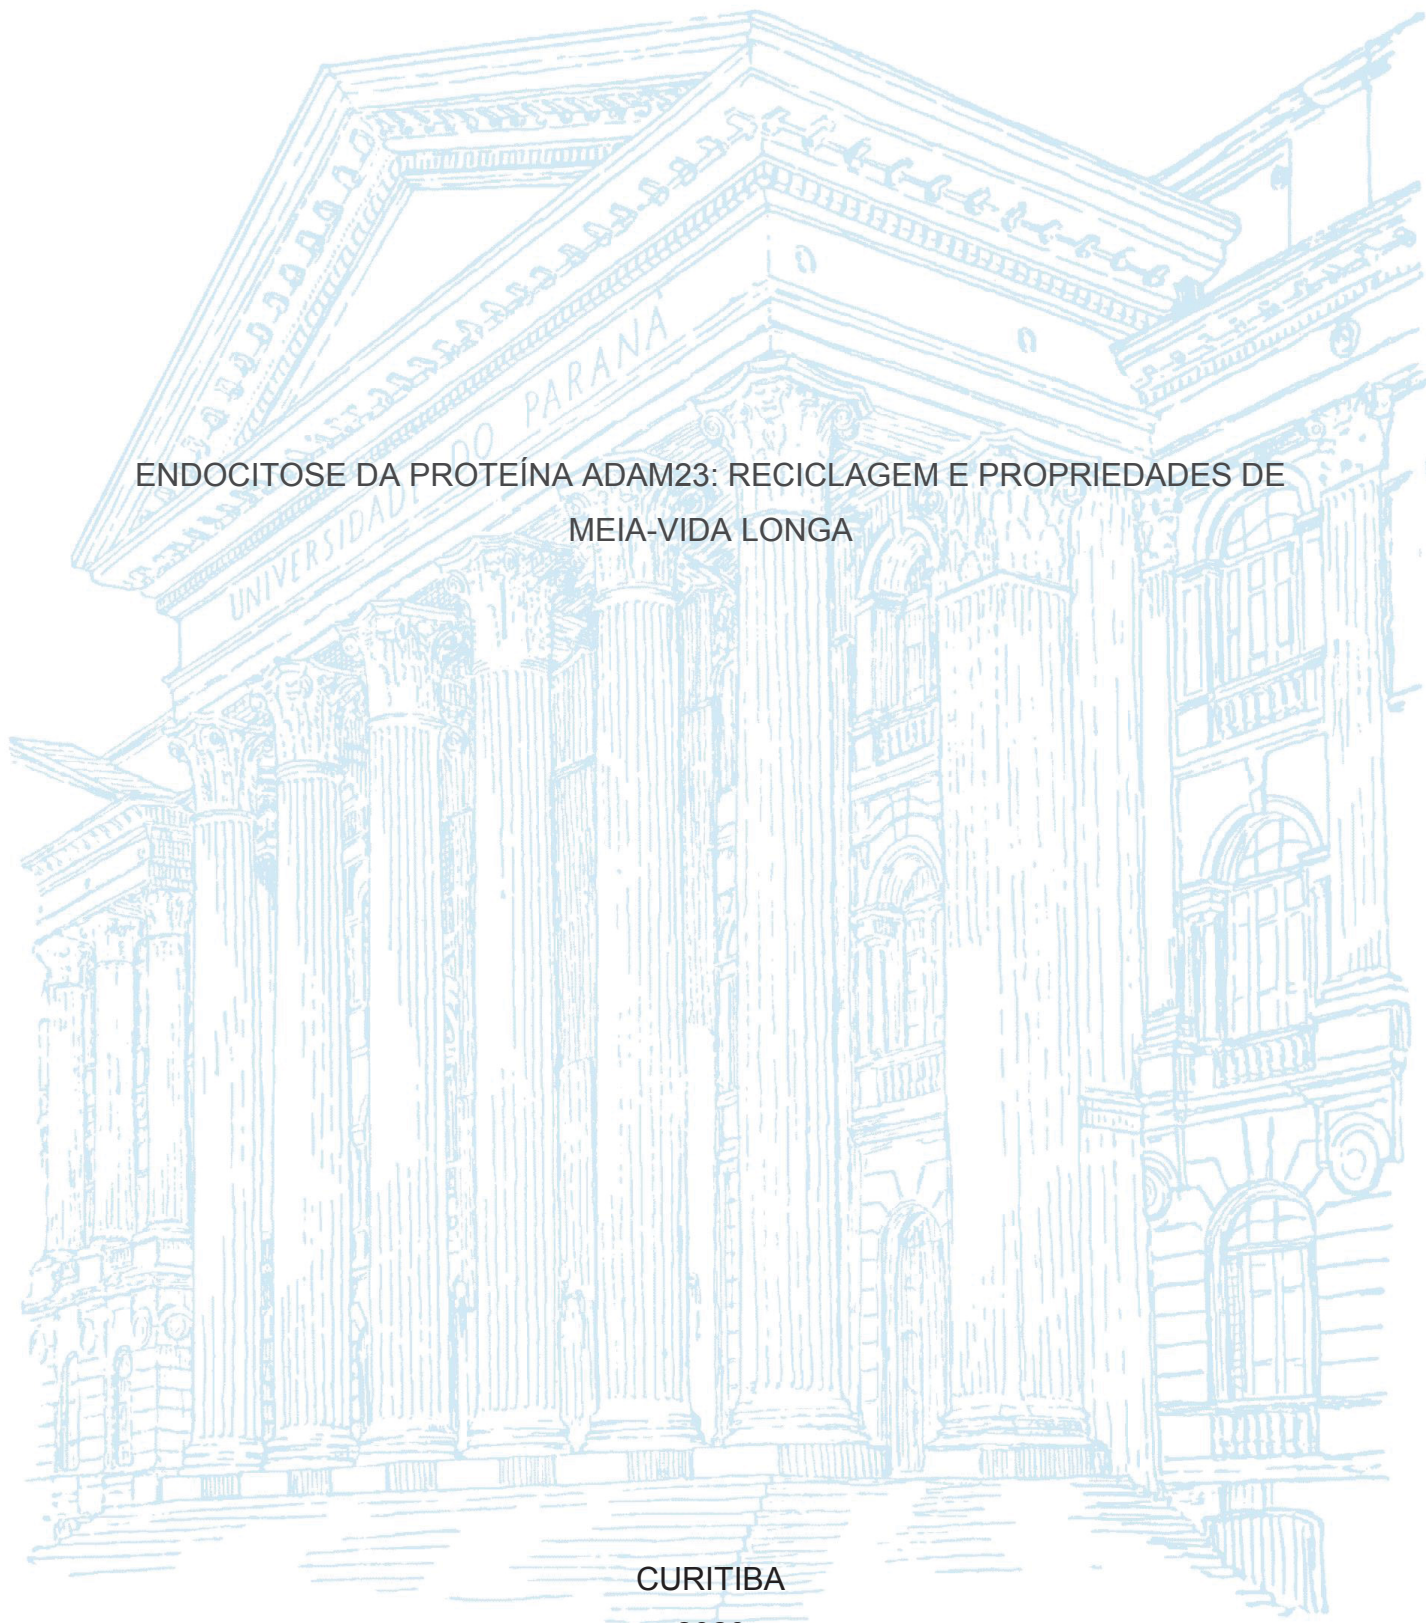 ENDOCITOSE DA PROTEÍNA ADAM23: RECICLAGEM E PROPRIEDADES DE
MEIA-VIDA LONGA
UNIVERSIDADE DO PARANÁ
CURITIBA